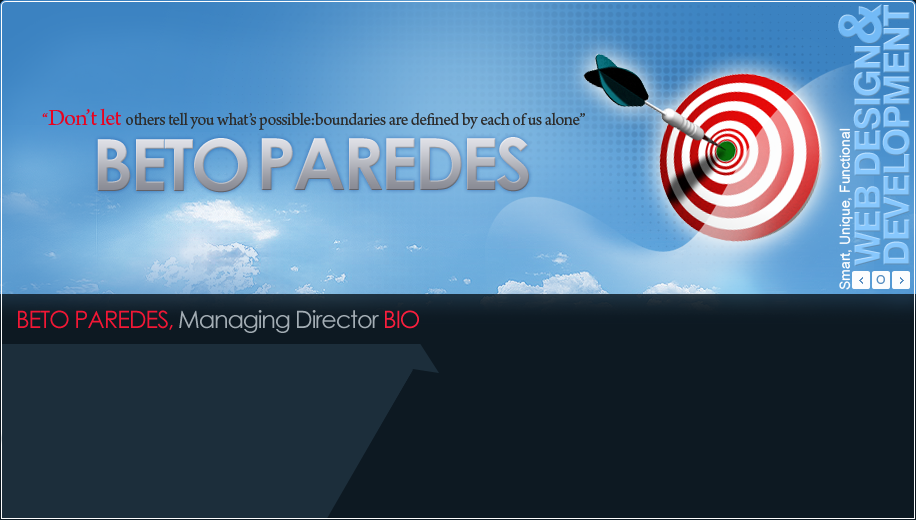 “Don’t let others tell you what’s possible:boundaries are defined by each of us alone”
BETO PAREDES
Smart, Unique, Functional
WEB DESIGN&
DEVELOPMENT
BETO PAREDES, Managing Director BIO